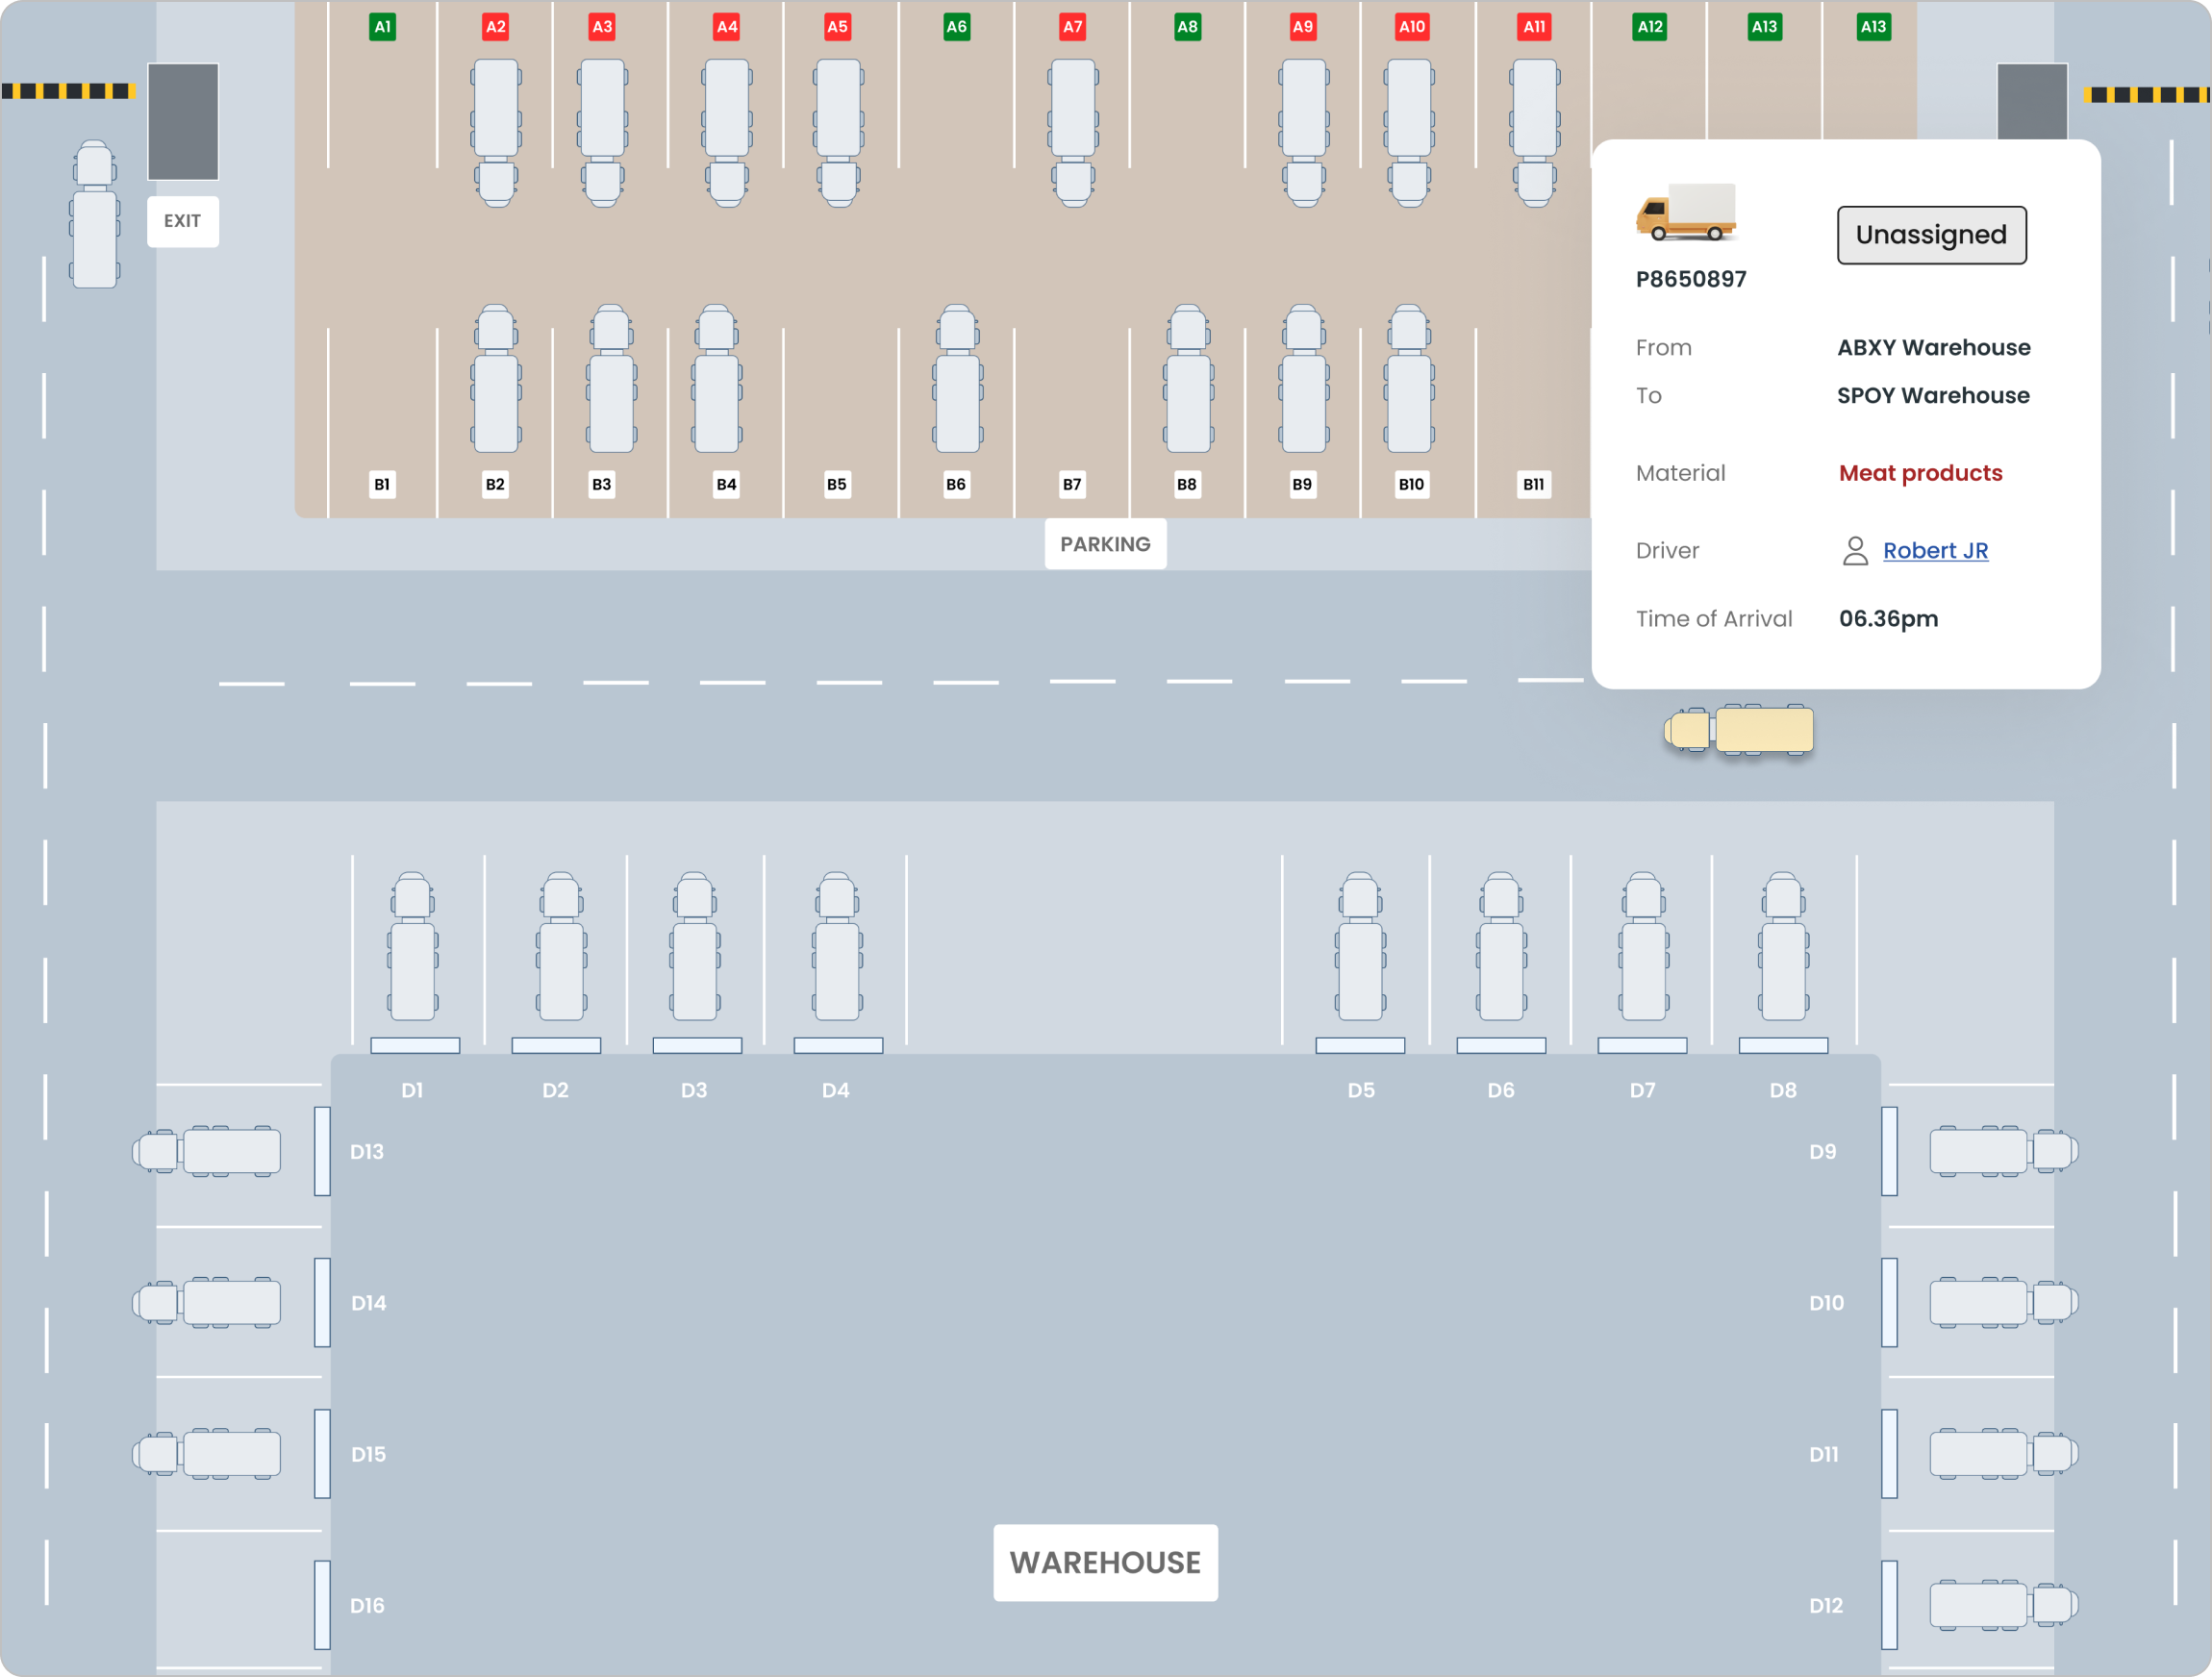 A1 A2 A3 A4 A5 A6 A7 A8 A9 A10 A11 A12 A13 A13
EXIT
Unassigned
P8650897
From ABXY Warehouse
To SPOY Warehouse
Material Meat products
Driver Robert JR
Time of Arrival 06.36pm
B1 B2 B3 B4 B5 B6 B7 B8 B9 B10 B11
PARKING
D1 D2 D3 D4 D5 D6 D7 D8
D13 D9
D14 D10
D15 D11
WAREHOUSE
D16 D12